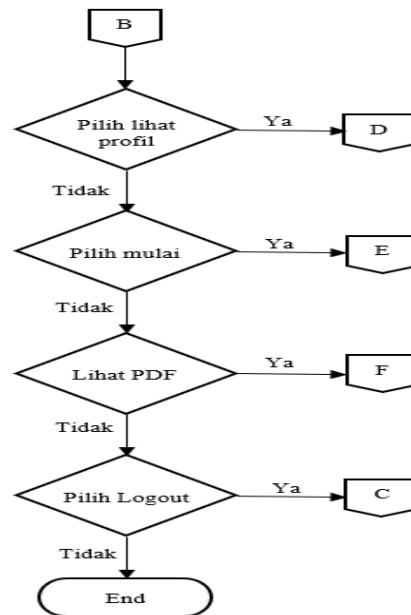 B
Pilih lihat
profil
Ya
D
Tidak
Pilih mulai
Ya
E
Tidak
Lihat PDF
Ya
F
Tidak
Pilih Logout
Ya
C
Tidak
End